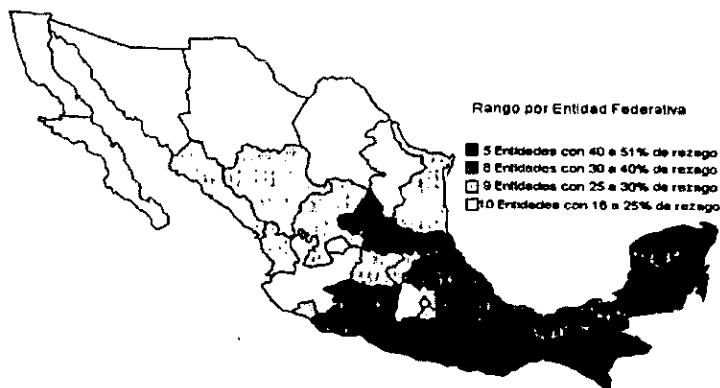 Rango por Entidad Federativa
5 Entidades con 40 a 51% de rezago
8 Entidades con 30 a 40% de rezago
9 Entidades con 25 a 30% de rezago
10 Entidades con 16 a 25% de rezago